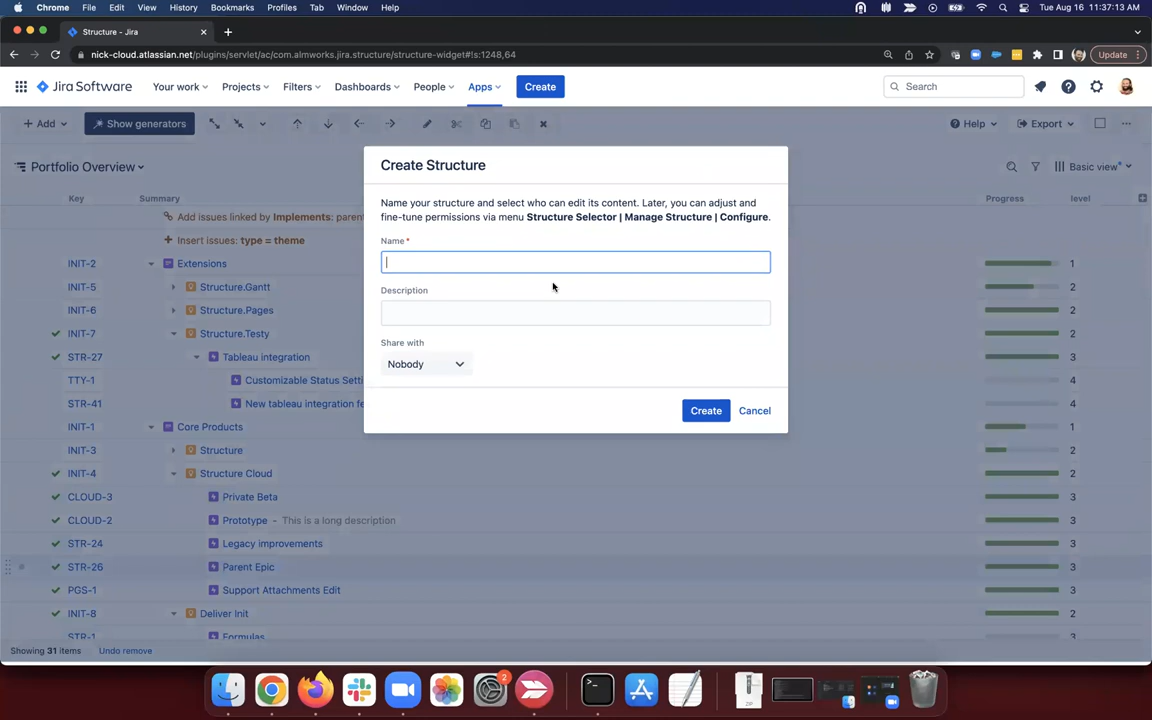 Chrome File Edit View History Bookmarks Profiles Tab Window Help Tue Aug 16 11:37:13 AM
Structure - Jira
nick-cloud.atlassian.net/plugins/servlet/ac/com.almworks.jira.structure/structure-widget#!s:1248,64 Update
Jira Software Your work Projects Filters Dashboards People Apps Create Search
Add Show generators Help Export
Portfolio Overview Basic view
Key Summary Progress level
Add issues linked by Implements: paren
Insert issues: type = theme
INIT-2 Extensions 1
INIT-5 Structure.Gantt 2
INIT-6 Structure.Pages 2
INIT-7 Structure.Testy 2
STR-27 Tableau integration 3
TTY-1 Customizable Status Setti 4
STR-41 New tableau integration fe 4
INIT-1 Core Products 1
INIT-3 Structure 2
INIT-4 Structure Cloud 2
CLOUD-3 Private Beta 3
CLOUD-2 Prototype - This is a long description 3
STR-24 Legacy improvements 3
STR-26 Parent Epic 3
PGS-1 Support Attachments Edit 3
INIT-8 Deliver Init 2
STR-1 Formulas 3
Showing 31 items Undo remove
Create Structure
Name your structure and select who can edit its content. Later, you can adjust and
fine-tune permissions via menu Structure Selector | Manage Structure | Configure.
Name *
Description
Share with
Nobody
Create Cancel
2
ZIP